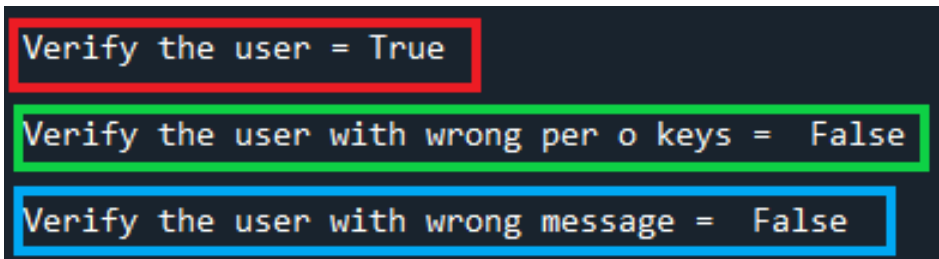 Verify the user = True
Verify the user with wrong per o keys =  False
Verify the user with wrong message =  False